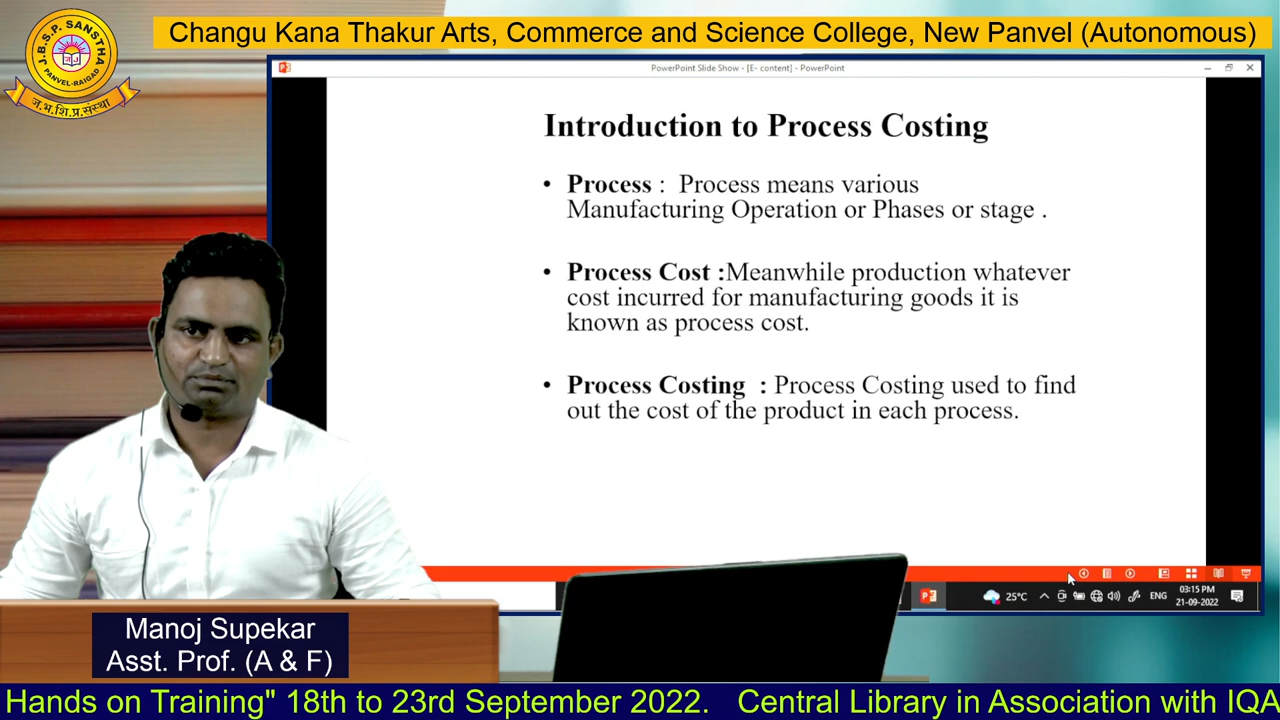 Changu Kana Thakur Arts, Commerce and Science College, New Panvel (Autonomous)
J.B.S.P. SANSTHA
PANVEL-RAIGAD
ज.भ.शि.प्र.संस्था
PowerPoint Slide Show - [E- content] - PowerPoint
Introduction to Process Costing
• Process : Process means various
Manufacturing Operation or Phases or stage .
• Process Cost :Meanwhile production whatever
cost incurred for manufacturing goods it is
known as process cost.
• Process Costing : Process Costing used to find
out the cost of the product in each process.
25°C
ENG
03:15 PM
21-09-2022
Manoj Supekar
Asst. Prof. (A & F)
Hands on Training" 18th to 23rd September 2022. Central Library in Association with IQA